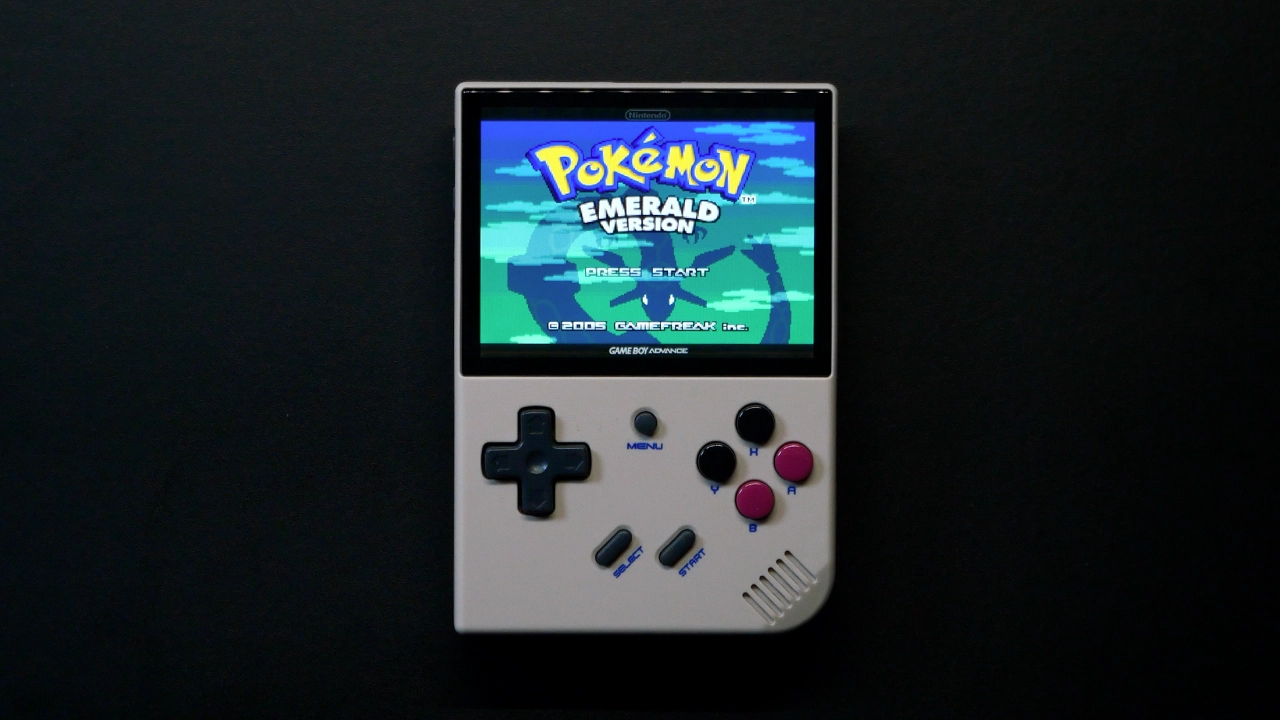 Nintendo
POKéMON
TM
EMERALD
VERSION
PRESS START
©2005 GAMEFREAK inc.
GAME BOY ADVANCE
MENU
X
Y
A
B
SELECT
START